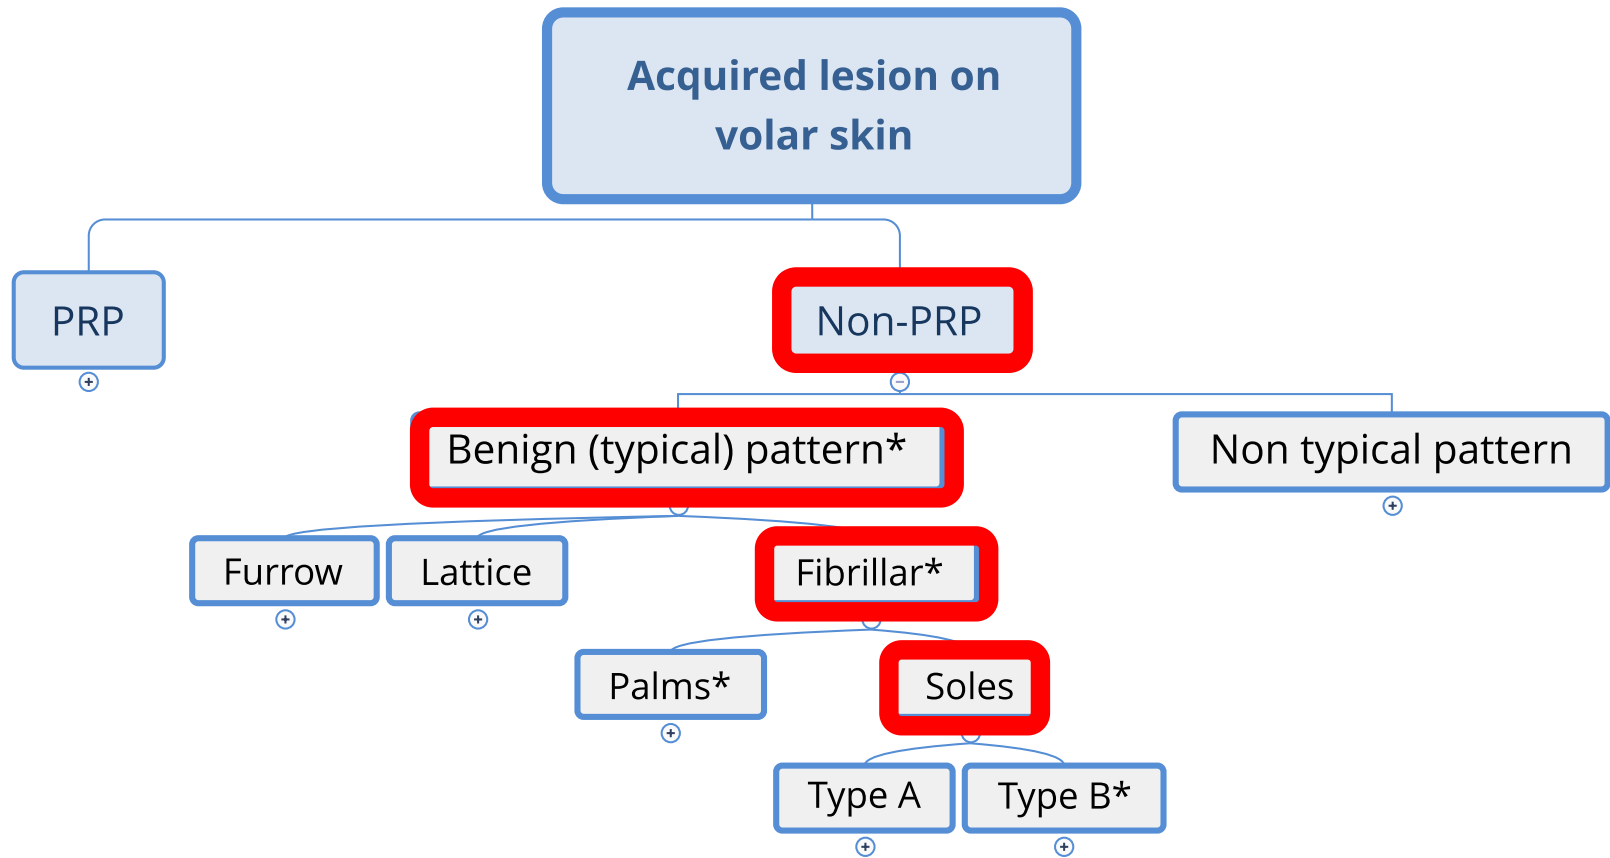 Acquired lesion on
volar skin
PRP
Non-PRP
Benign (typical) pattern*
Non typical pattern
Furrow
Lattice
Fibrillar*
Palms*
Soles
Type A
Type B*